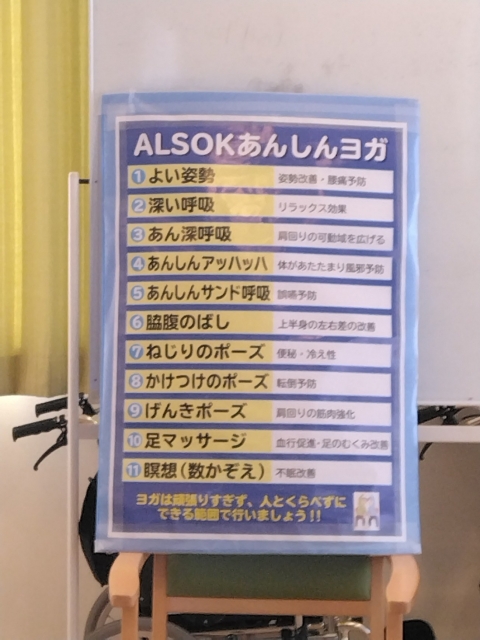 ALSOKあんしんヨガ
1 よい姿勢 姿勢改善・腰痛予防
2 深い呼吸 リラックス効果
3 あん深呼吸 肩回りの可動域を広げる
4 あんしんアッハッハ 体があたたまり風邪予防
5 あんしんサンド呼吸 誤嚥予防
6 脇腹のばし 上半身の左右差の改善
7 ねじりのポーズ 便秘・冷え性
8 かけつけのポーズ 転倒予防
9 げんきポーズ 肩回りの筋肉強化
10 足マッサージ 血行促進・足のむくみ改善
11 瞑想(数かぞえ) 不眠改善
ヨガは頑張りすぎず、人とくらべずに
できる範囲で行いましょう!!